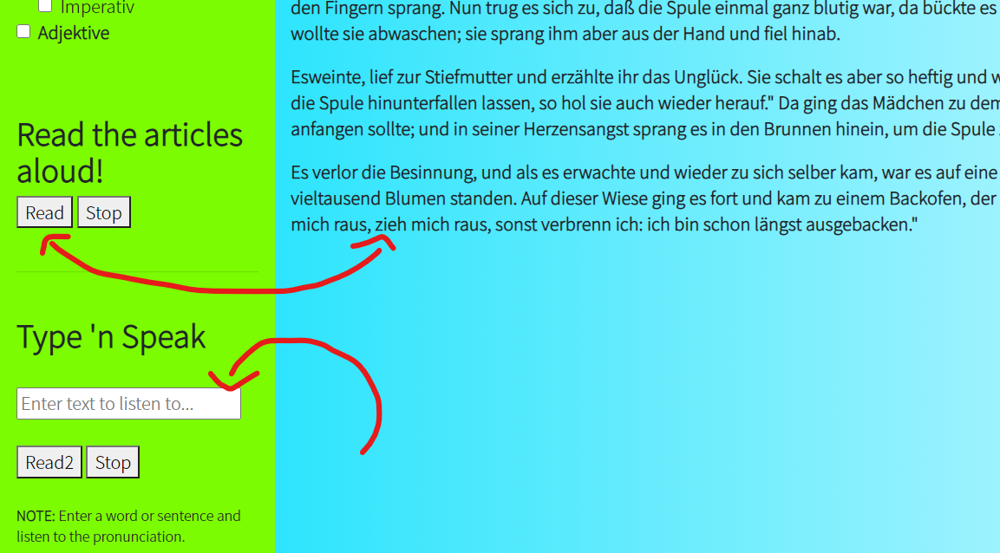 Imperativ
Adjektive
Read the articles
aloud!
Read Stop
Type 'n Speak
Enter text to listen to...
Read2 Stop
NOTE: Enter a word or sentence and
listen to the pronunciation.
den Fingern sprang. Nun trug es sich zu, daß die Spule einmal ganz blutig war, da bückte es
wollte sie abwaschen; sie sprang ihm aber aus der Hand und fiel hinab.
Esweinte, lief zur Stiefmutter und erzählte ihr das Unglück. Sie schalt es aber so heftig und
die Spule hinunterfallen lassen, so hol sie auch wieder herauf." Da ging das Mädchen zu
anfangen sollte; und in seiner Herzensangst sprang es in den Brunnen hinein, um die Spule
Es verlor die Besinnung, und als es erwachte und wieder zu sich selber kam, war es auf eine
vieltausend Blumen standen. Auf dieser Wiese ging es fort und kam zu einem Backofen, der
mich raus, zieh mich raus, sonst verbrenn ich: ich bin schon längst ausgebacken."